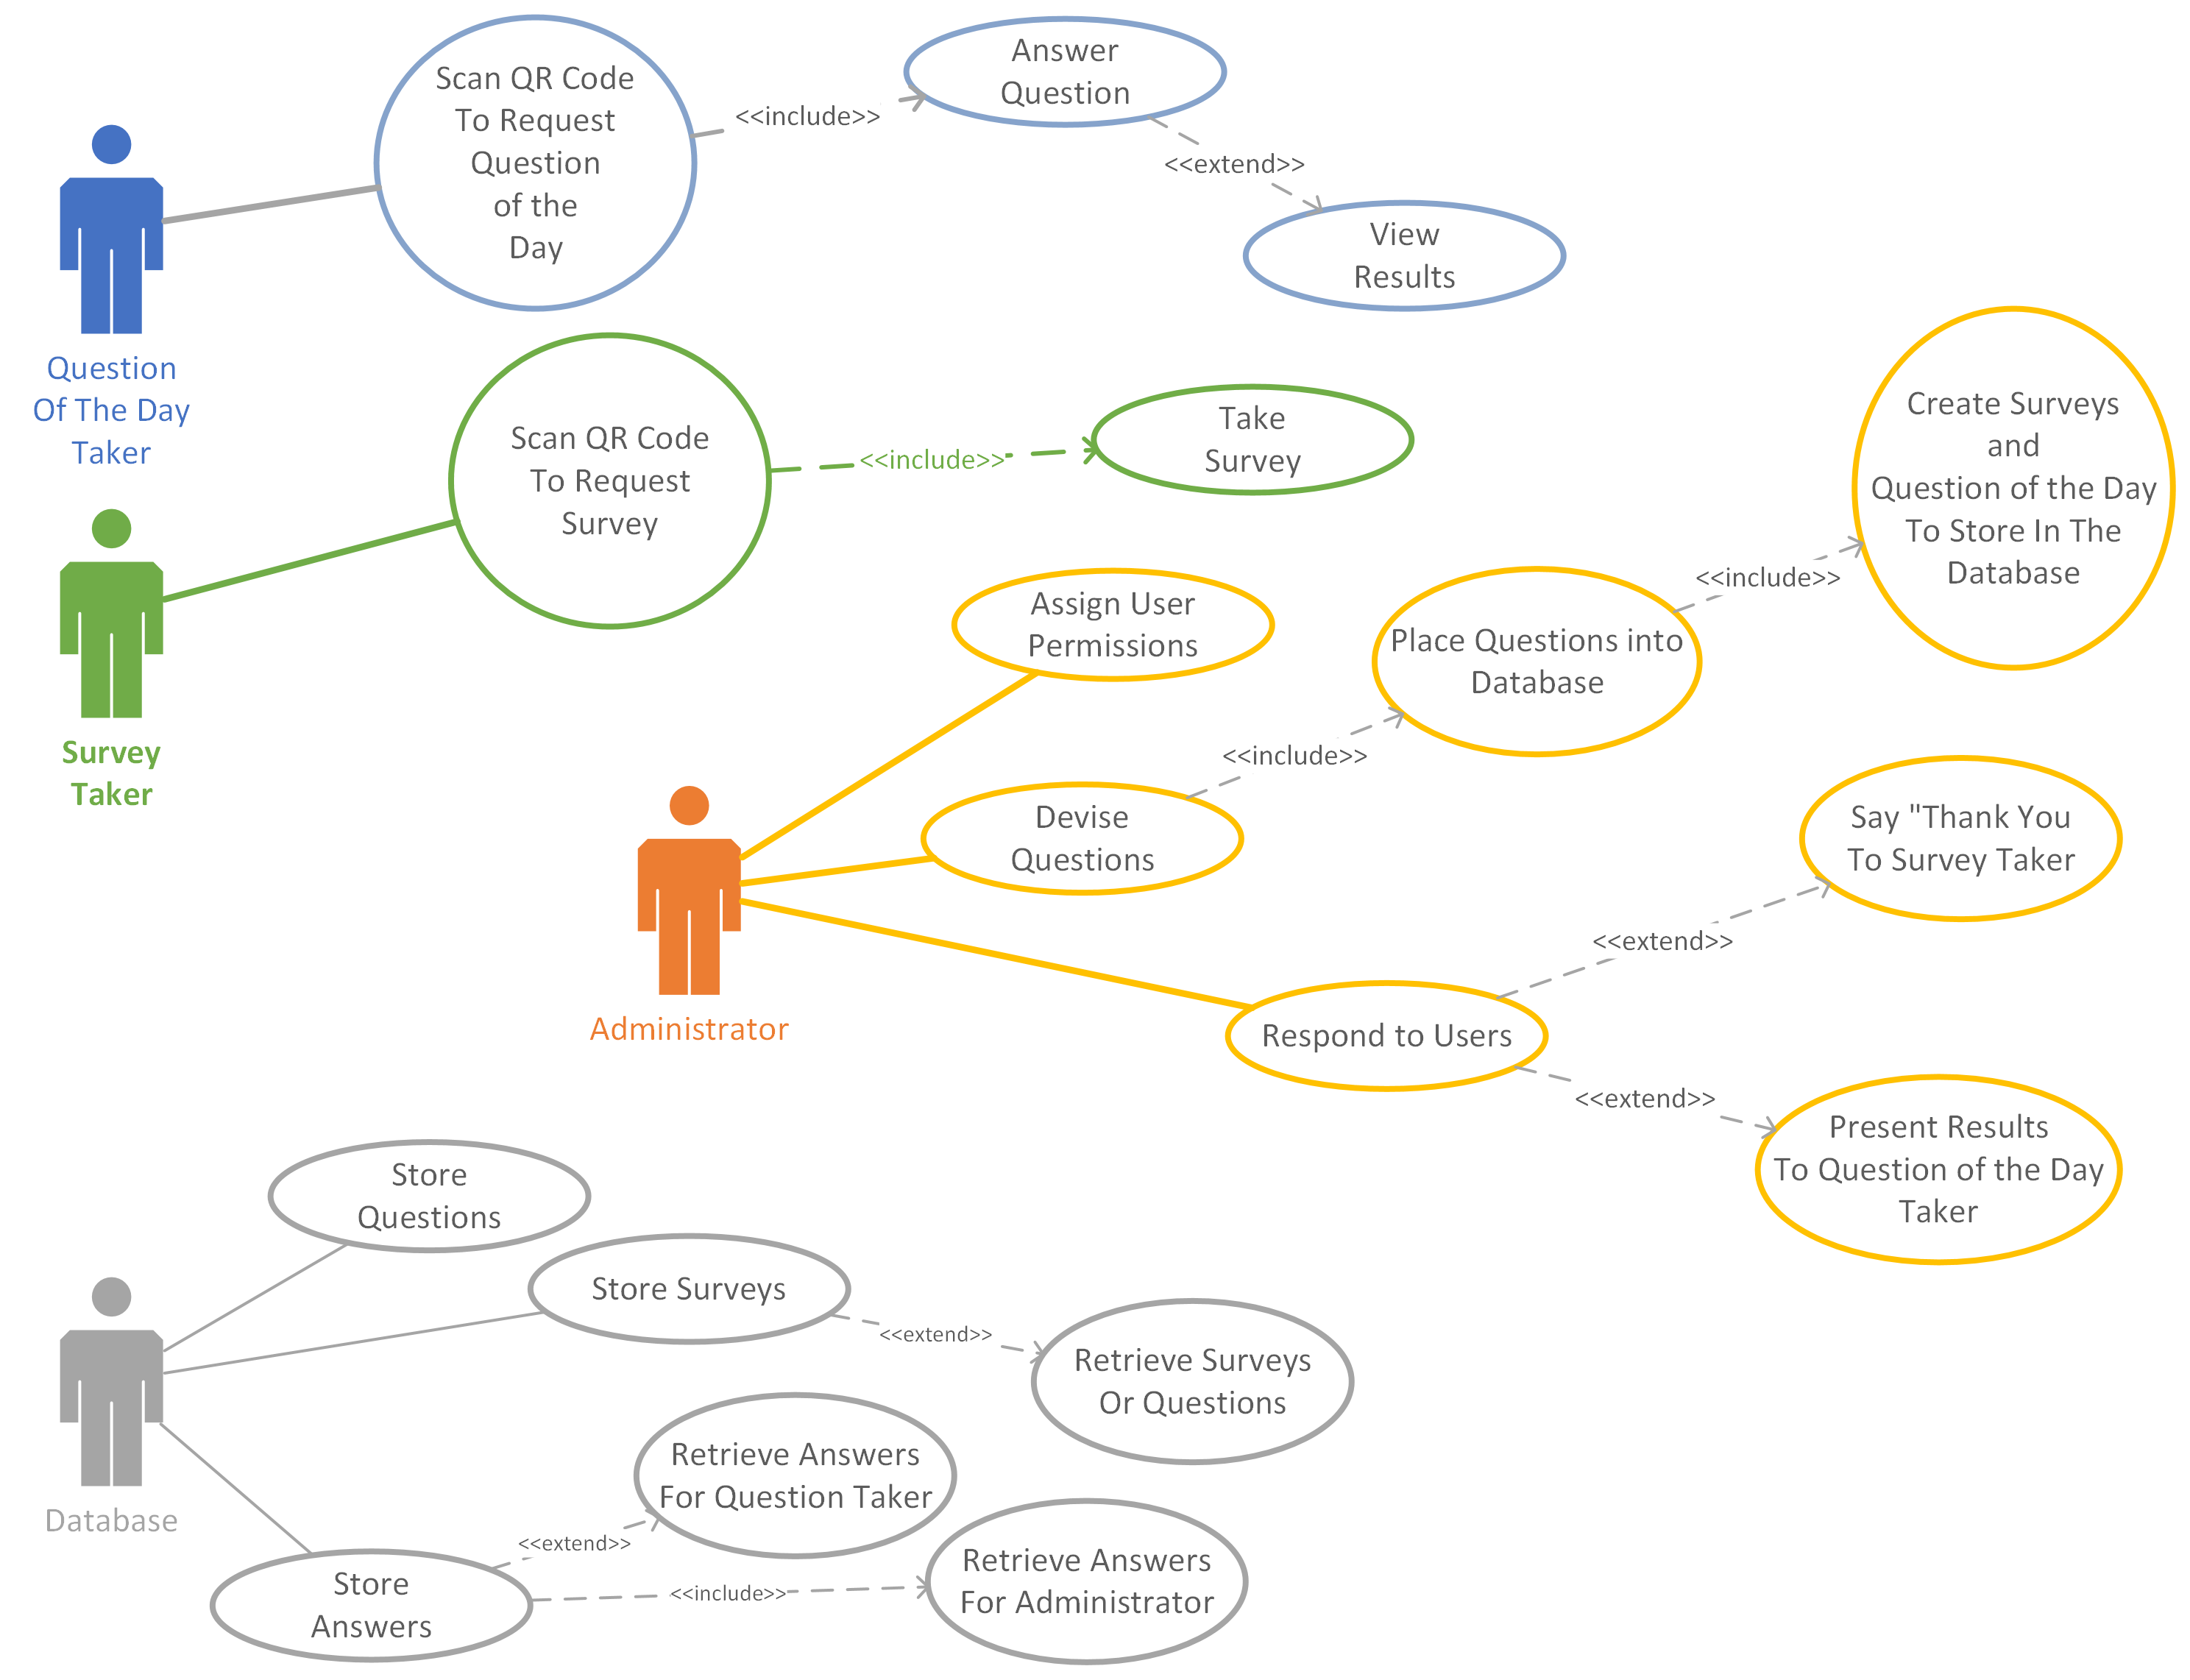 Scan QR Code
To Request
Question
of the
Day
<<include>>
Answer
Question
<<extend>>
View
Results
Question
Of The Day
Taker
Scan QR Code
To Request
Survey
<<include>>
Take
Survey
Survey
Taker
Create Surveys
and
Question of the Day
To Store In The
Database
<<include>>
Assign User
Permissions
Place Questions into
Database
<<include>>
Devise
Questions
Say "Thank You
To Survey Taker
<<extend>>
Administrator
Respond to Users
<<extend>>
Present Results
To Question of the Day
Taker
Store
Questions
Store Surveys
<<extend>>
Retrieve Surveys
Or Questions
Retrieve Answers
For Question Taker
Database
<<extend>>
Store
Answers
<<include>>
Retrieve Answers
For Administrator